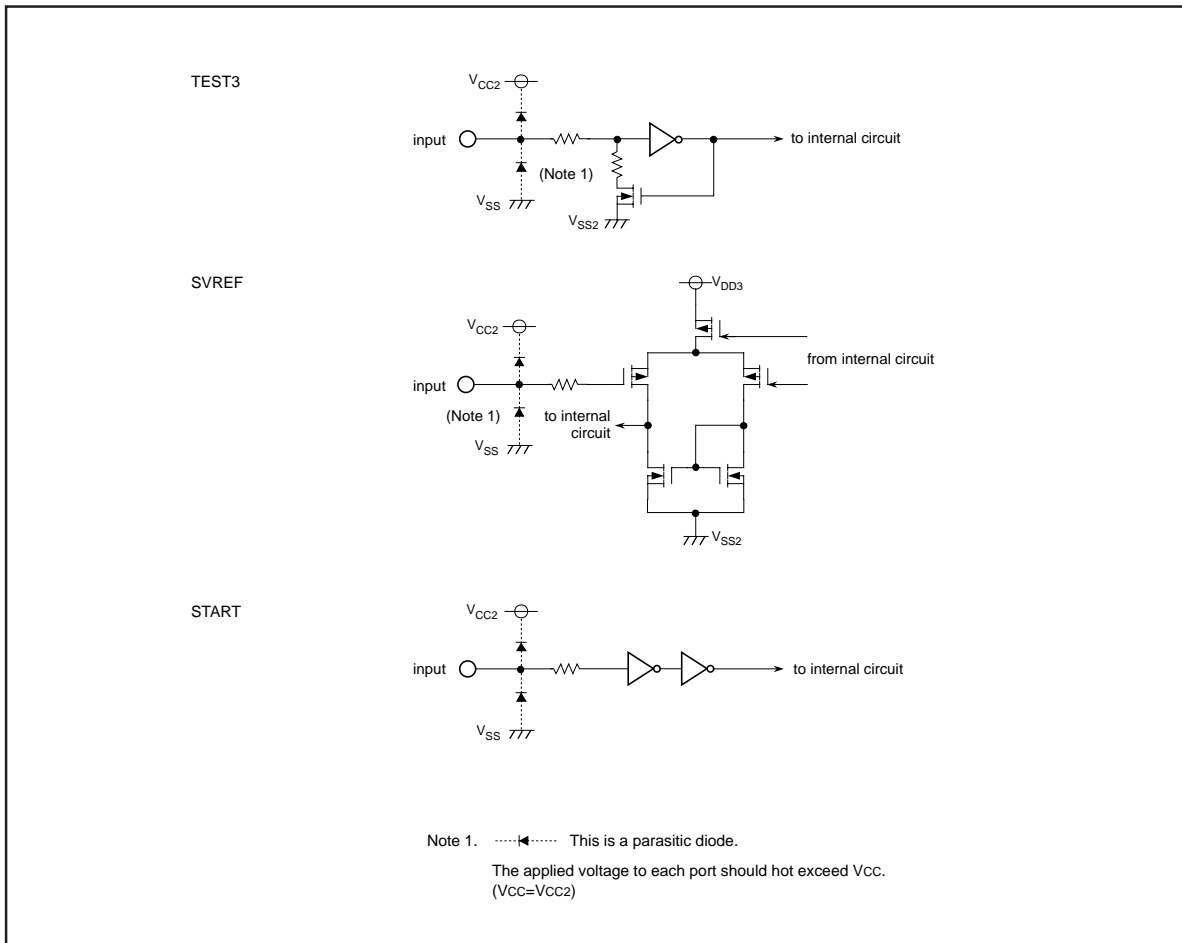 TEST3
VCC2
input
to internal circuit
(Note 1)
VSS
VSS2
SVREF
VDD3
VCC2
from internal circuit
input
(Note 1)
to internal
circuit
VSS
VSS2
START
VCC2
input
to internal circuit
VSS
Note 1. This is a parasitic diode.
The applied voltage to each port should hot exceed VCC.
(VCC=VCC2)